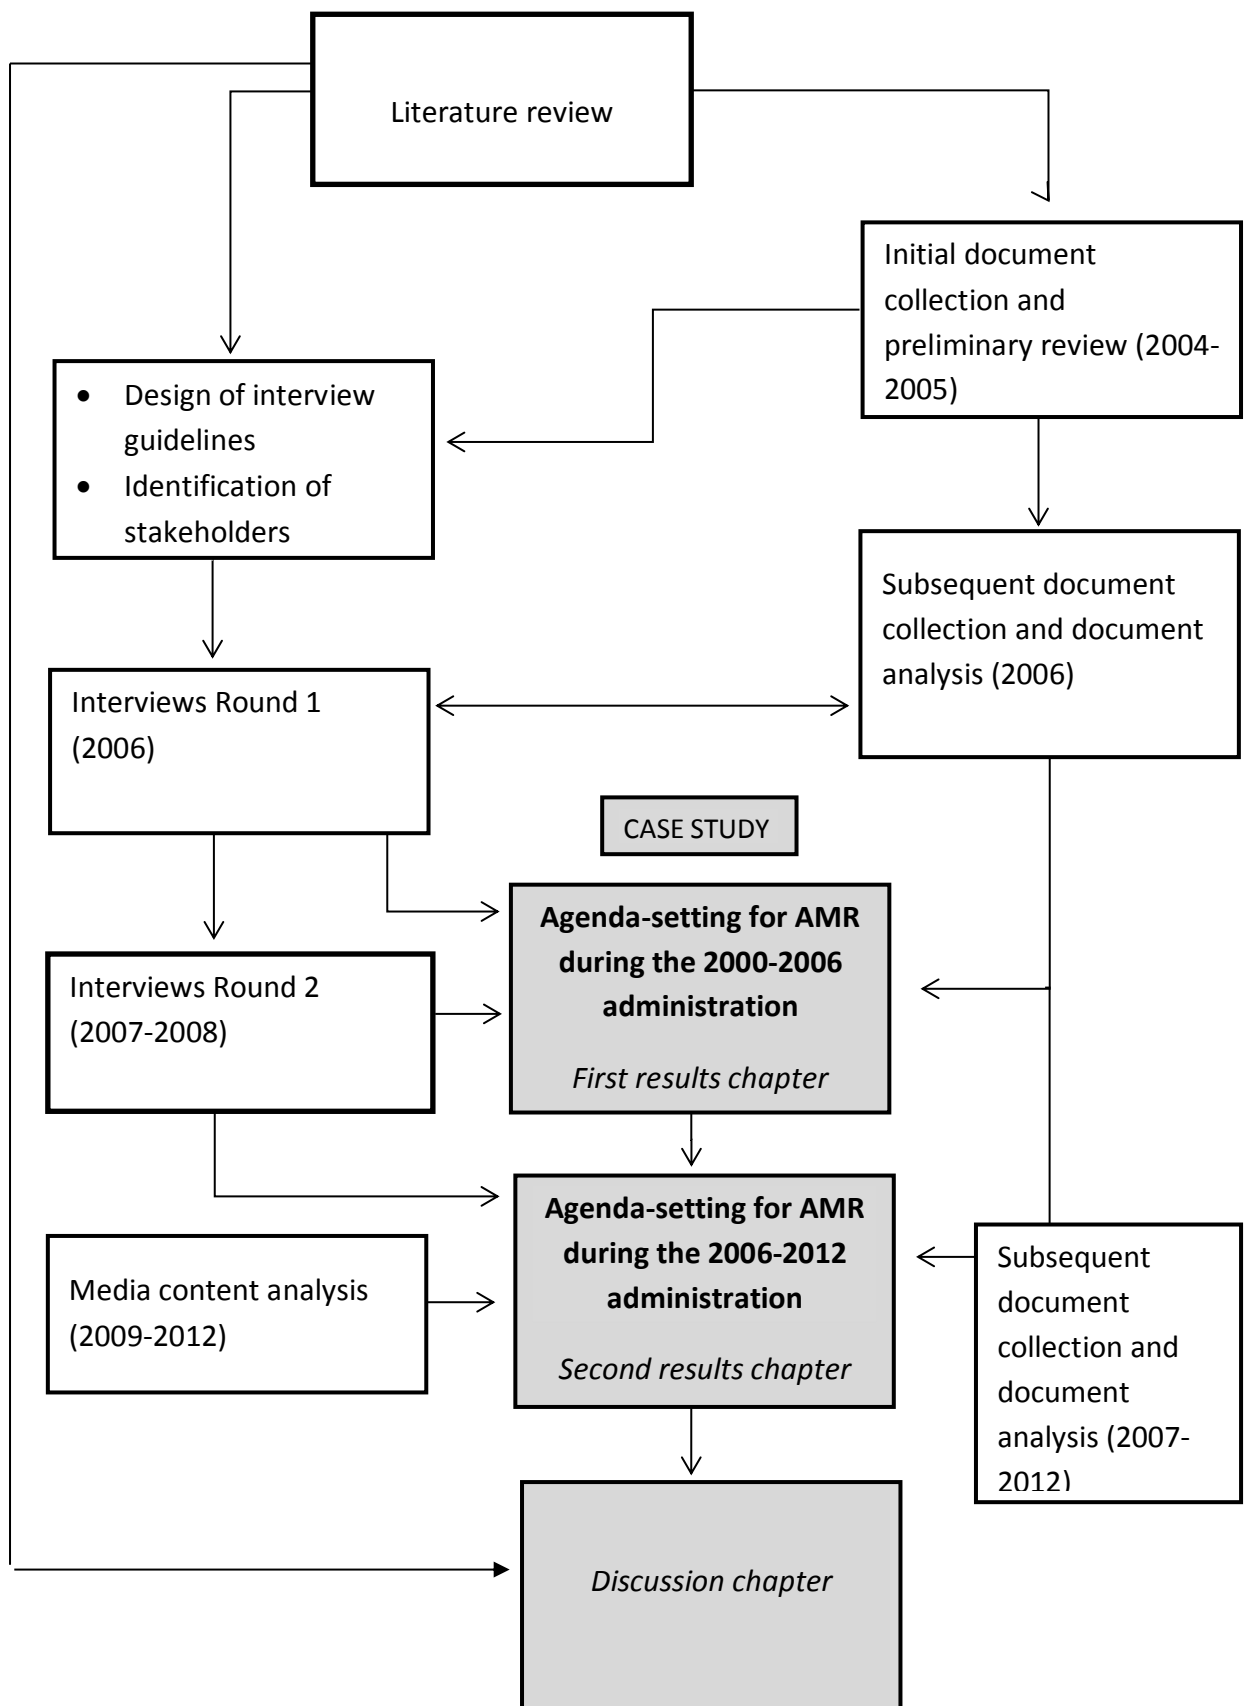 Literature review
Initial document
collection and
preliminary review (2004-
2005)
• Design of interview
guidelines
• Identification of
stakeholders
Subsequent document
collection and document
analysis (2006)
Interviews Round 1
(2006)
CASE STUDY
Agenda-setting for AMR
during the 2000-2006
administration
First results chapter
Interviews Round 2
(2007-2008)
Agenda-setting for AMR
during the 2006-2012
administration
Second results chapter
Media content analysis
(2009-2012)
Subsequent
document
collection and
document
analysis (2007-
2012)
Discussion chapter